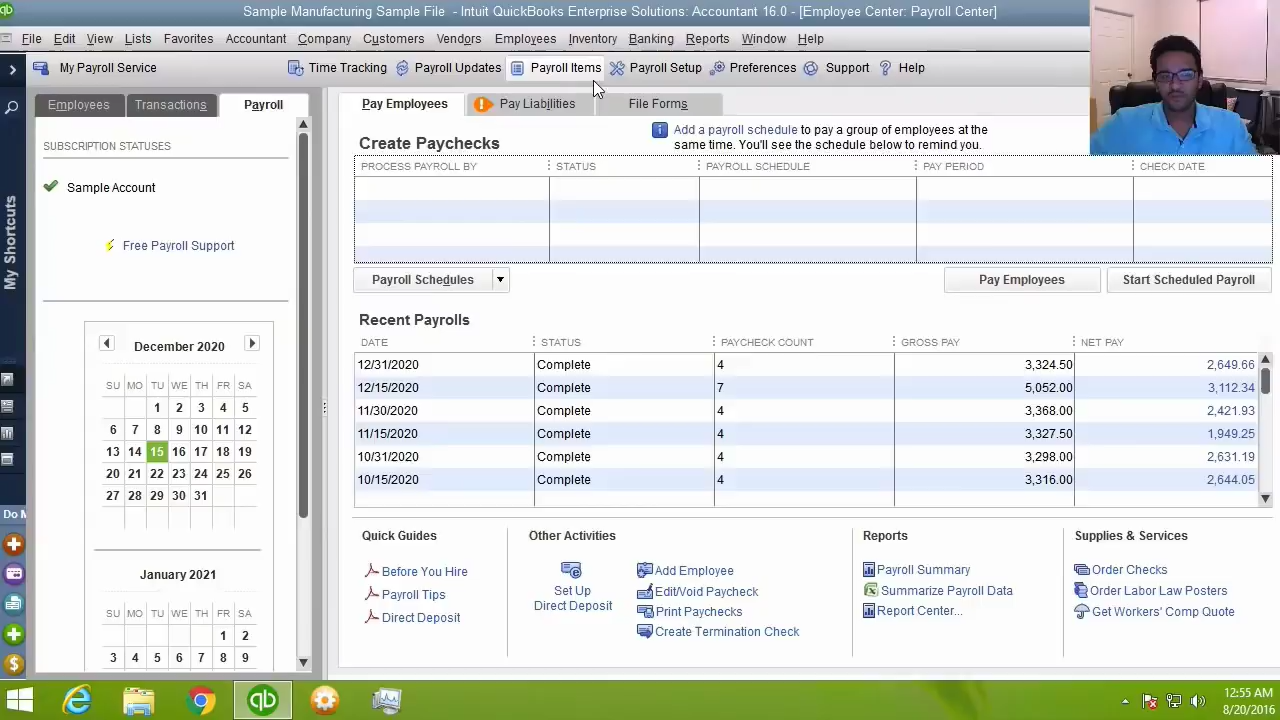 Sample Manufacturing Sample File - Intuit QuickBooks Enterprise Solutions: Accountant 16.0 - [Employee Center: Payroll Center]
File Edit View Lists Favorites Accountant Company Customers Vendors Employees Inventory Banking Reports Window Help
My Payroll Service Time Tracking Payroll Updates Payroll Items Payroll Setup Preferences Support Help
Employees Transactions Payroll
SUBSCRIPTION STATUSES
Sample Account
Free Payroll Support
My Shortcuts
December 2020
SU MO TU WE TH FR SA
1 2 3 4 5
6 7 8 9 10 11 12
13 14 15 16 17 18 19
20 21 22 23 24 25 26
27 28 29 30 31
January 2021
SU MO TU WE TH FR SA
1 2
3 4 5 6 7 8 9
Do M
Pay Employees Pay Liabilities File Forms
Create Paychecks
Add a payroll schedule to pay a group of employees at the
same time. You'll see the schedule below to remind you.
PROCESS PAYROLL BY STATUS PAYROLL SCHEDULE PAY PERIOD CHECK DATE
Payroll Schedules Pay Employees Start Scheduled Payroll
Recent Payrolls
DATE STATUS PAYCHECK COUNT GROSS PAY NET PAY
12/31/2020 Complete 4 3,324.50 2,649.66
12/15/2020 Complete 7 5,052.00 3,112.34
11/30/2020 Complete 4 3,368.00 2,421.93
11/15/2020 Complete 4 3,327.50 1,949.25
10/31/2020 Complete 4 3,298.00 2,631.19
10/15/2020 Complete 4 3,316.00 2,644.05
Quick Guides
Before You Hire
Payroll Tips
Direct Deposit
Other Activities
Set Up
Direct Deposit
Add Employee
Edit/Void Paycheck
Print Paychecks
Create Termination Check
Reports
Payroll Summary
Summarize Payroll Data
Report Center...
Supplies & Services
Order Checks
Order Labor Law Posters
Get Workers' Comp Quote
12:55 AM
8/20/2016